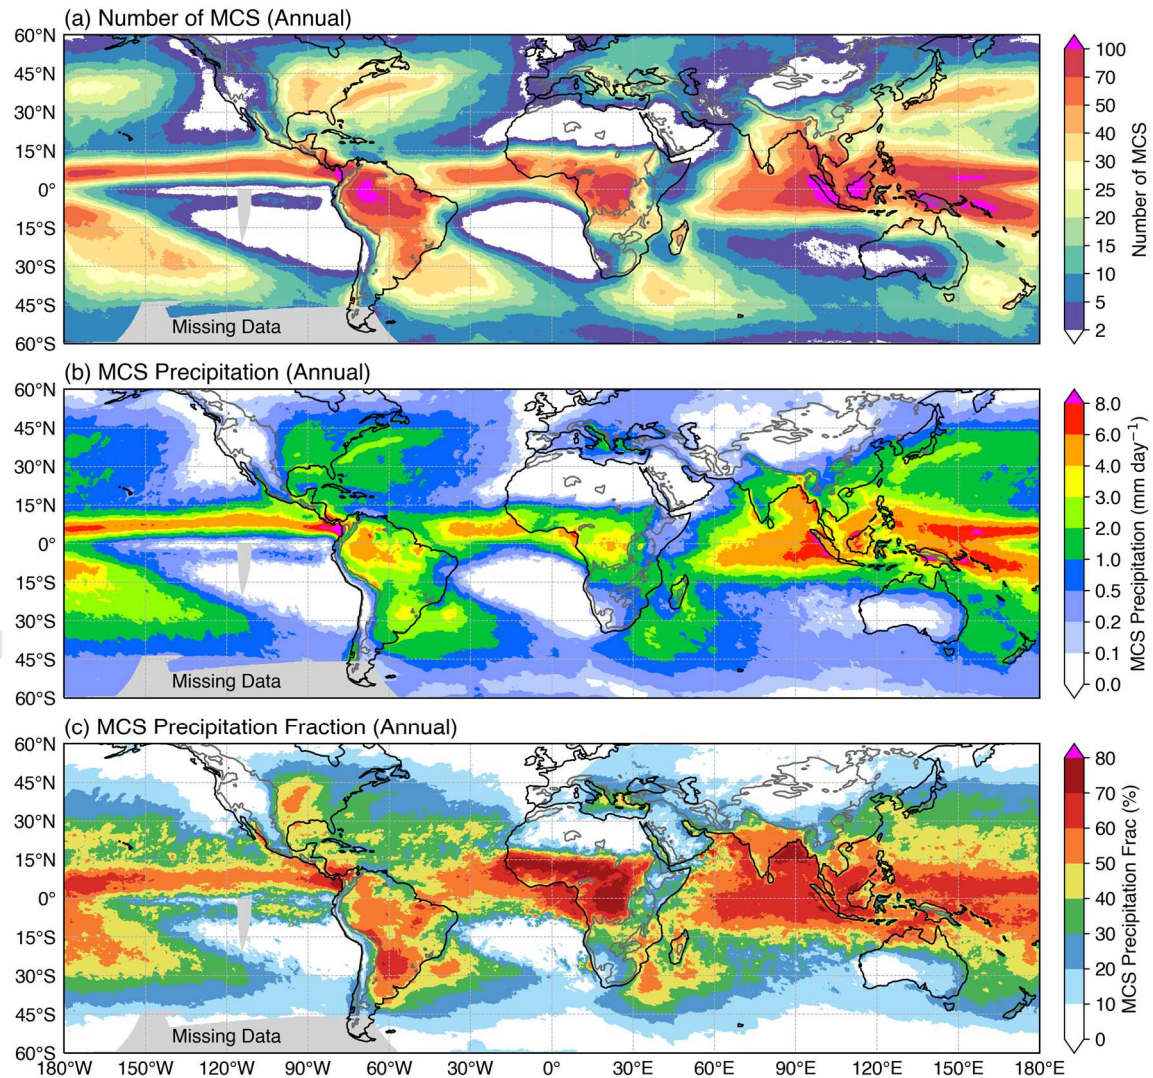 (a) Number of MCS (Annual)
60°N
45°N
30°N
15°N
0°
15°S
30°S
45°S
60°S
Missing Data
100
70
50
40
30
25
20
15
10
5
2
Number of MCS
(b) MCS Precipitation (Annual)
60°N
45°N
30°N
15°N
0°
15°S
30°S
45°S
60°S
Missing Data
8.0
6.0
4.0
3.0
2.0
1.0
0.5
0.2
0.1
0.0
MCS Precipitation (mm day⁻¹)
(c) MCS Precipitation Fraction (Annual)
60°N
45°N
30°N
15°N
0°
15°S
30°S
45°S
60°S
Missing Data
180°W 150°W 120°W 90°W 60°W 30°W 0° 30°E 60°E 90°E 120°E 150°E 180°E
80
70
60
50
40
30
20
10
0
MCS Precipitation Frac (%)